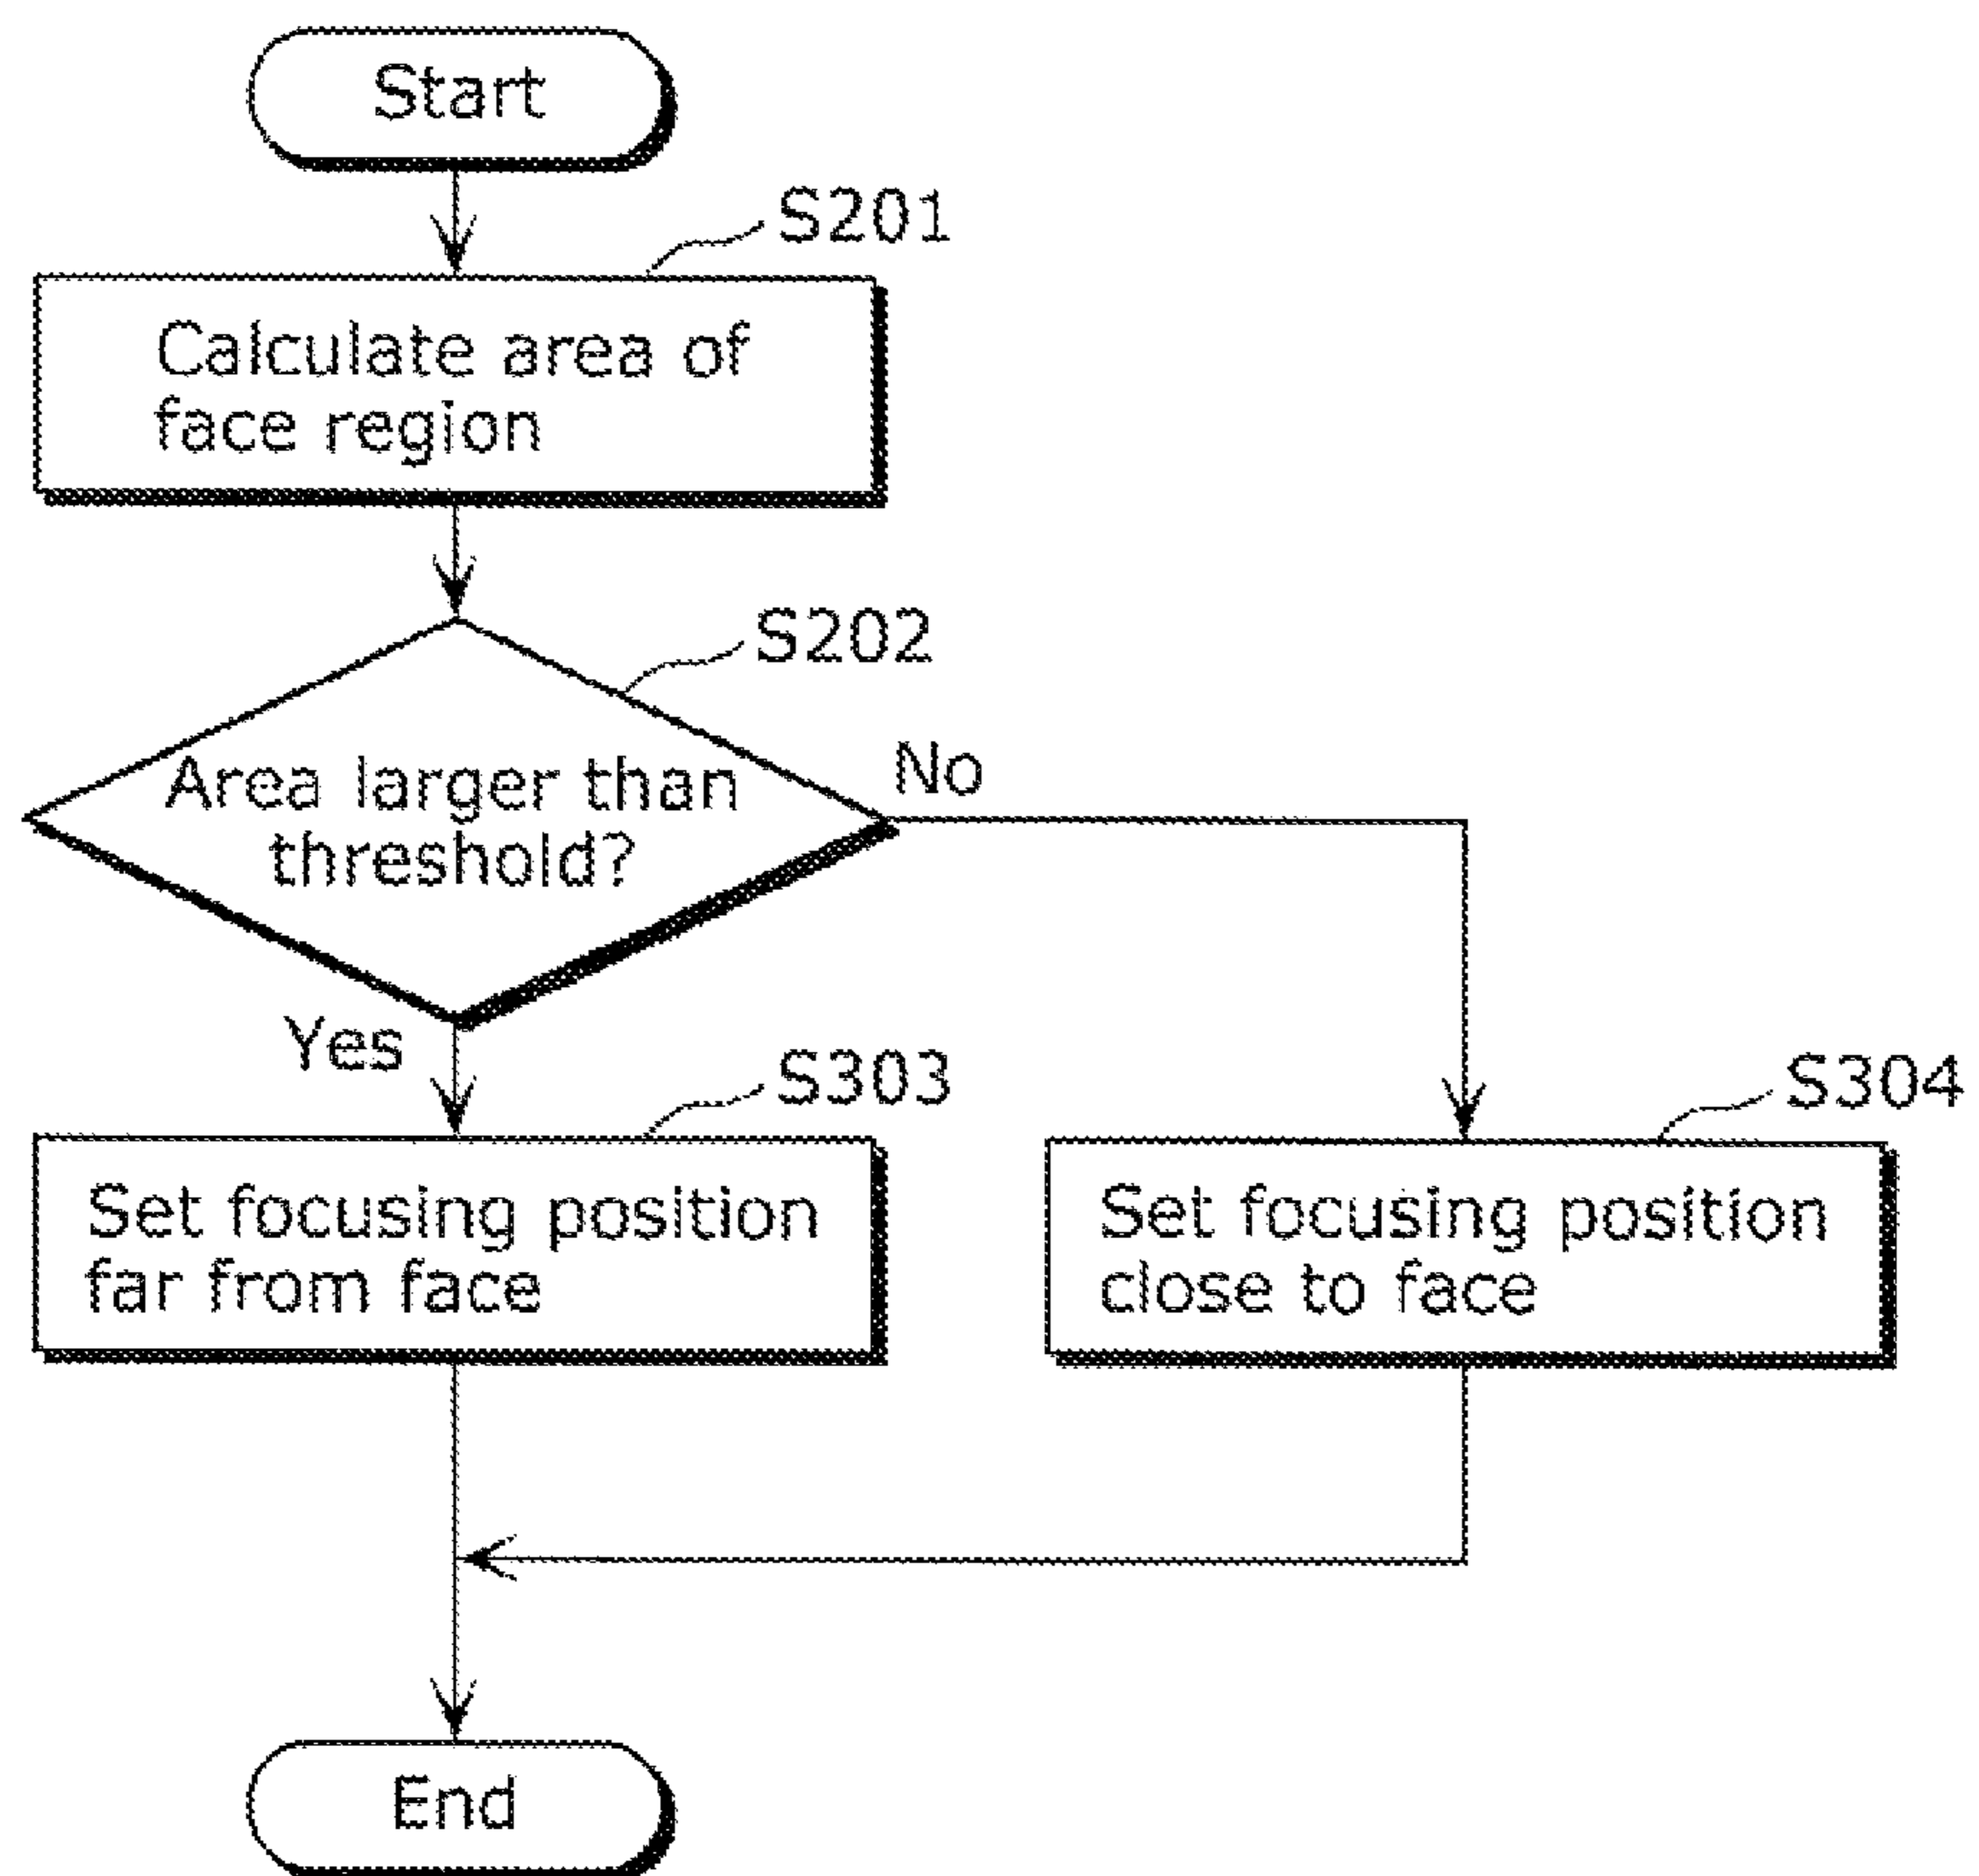 Start
S201
Calculate area of
face region
S202
Area larger than
threshold?
No
Yes
S303
Set focusing position
far from face
S304
Set focusing position
close to face
End